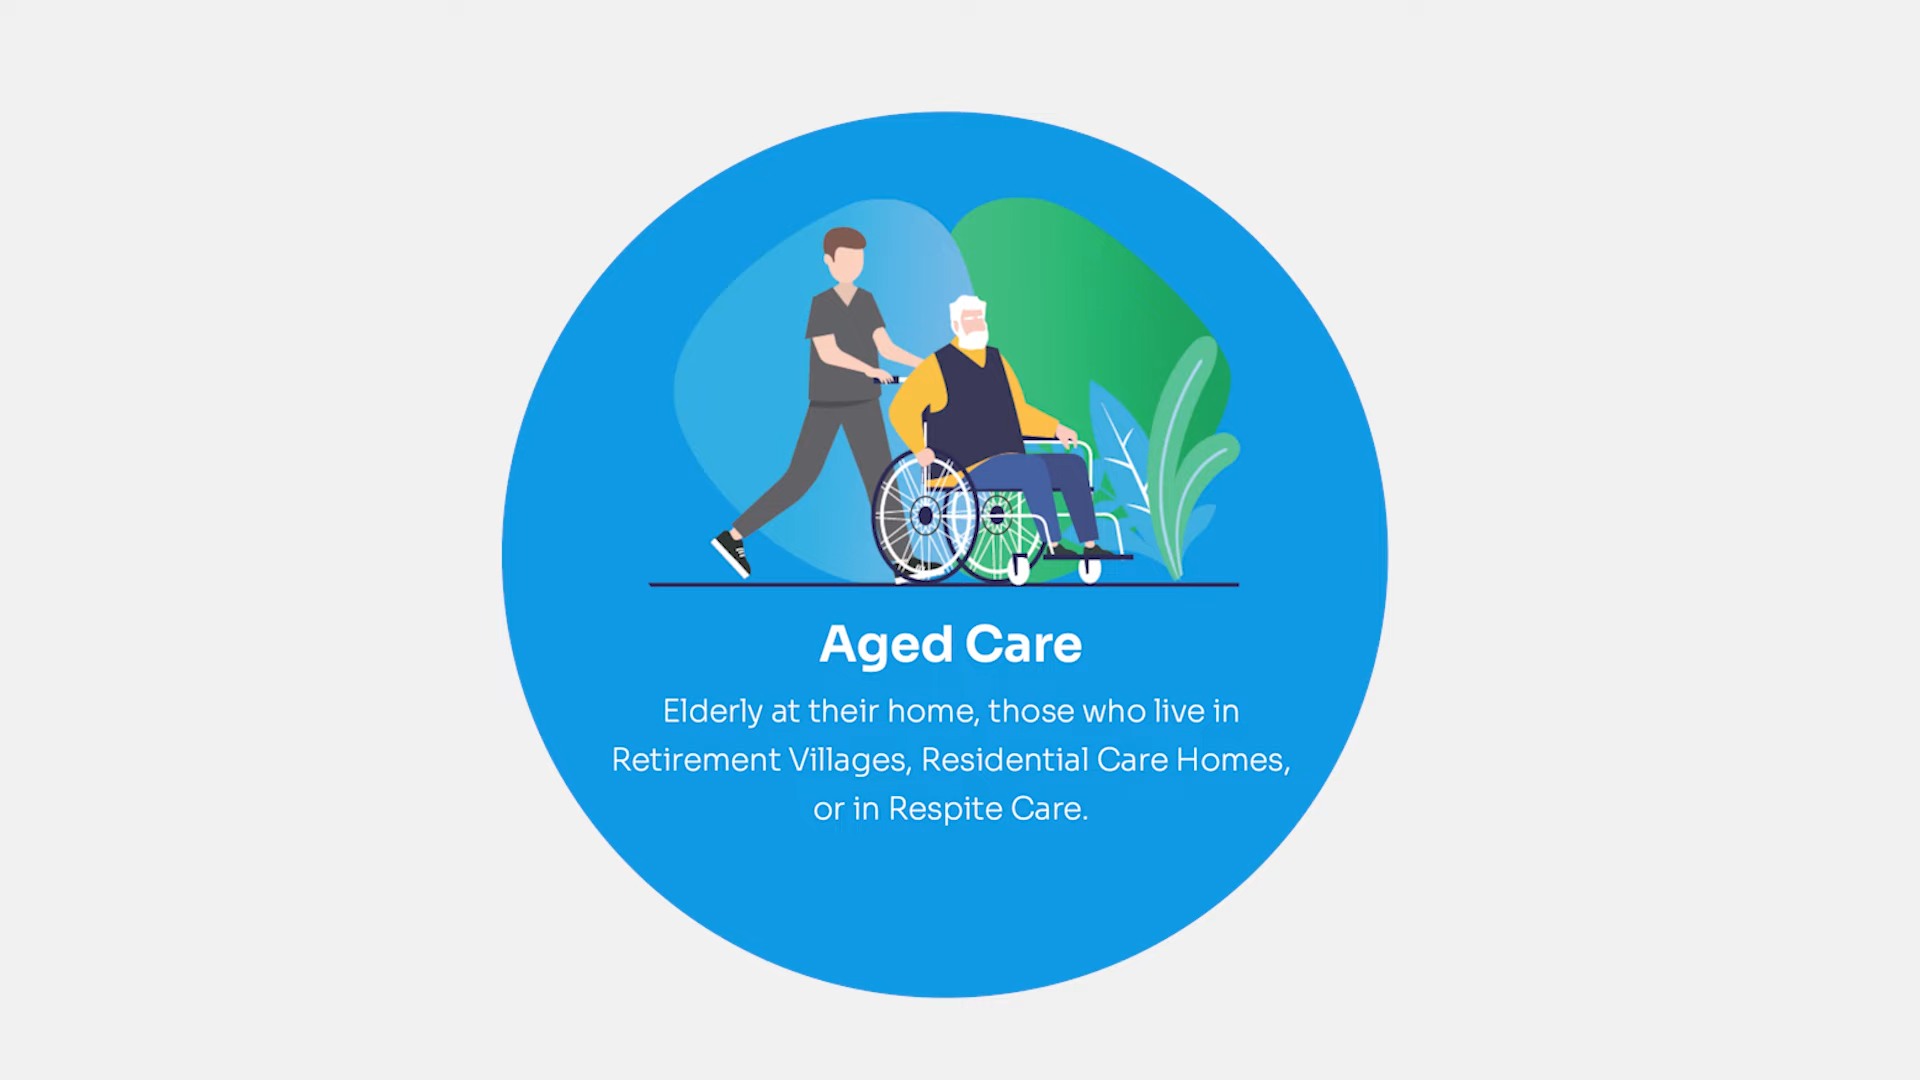 Aged Care
Elderly at their home, those who live in
Retirement Villages, Residential Care Homes,
or in Respite Care.